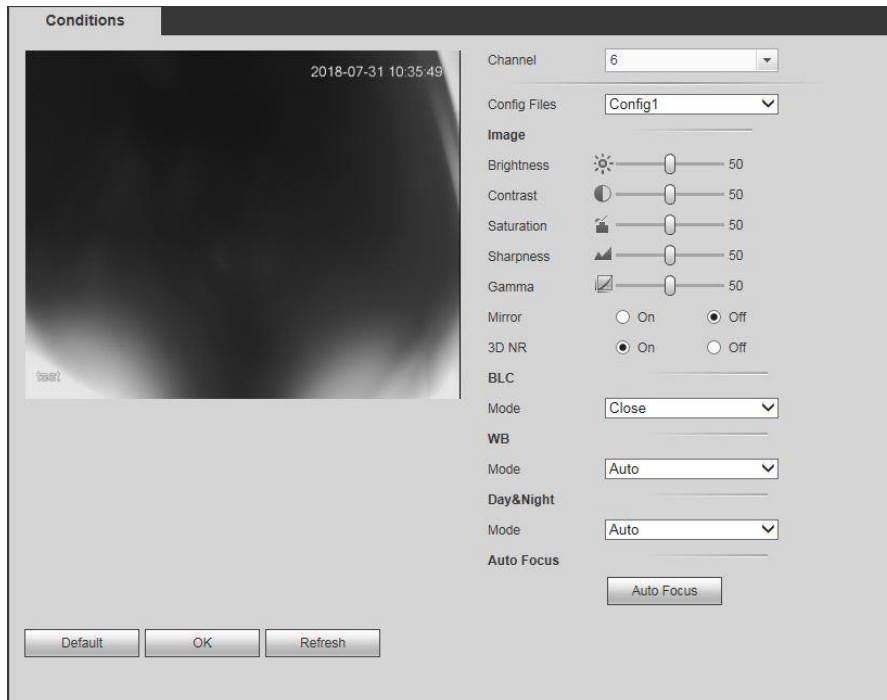 Conditions
2018-07-31 10:35:49
test
Channel 6
Config Files Config1
Image
Brightness 50
Contrast 50
Saturation 50
Sharpness 50
Gamma 50
Mirror On Off
3D NR On Off
BLC
Mode Close
WB
Mode Auto
Day&Night
Mode Auto
Auto Focus
Auto Focus
Default OK Refresh